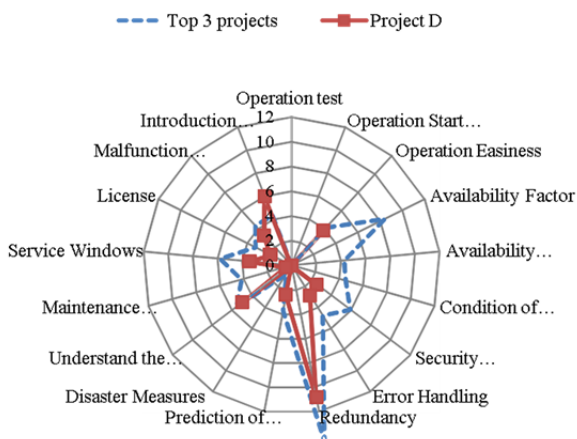 Top 3 projects Project D
Operation test
12
Introduction... Operation Start...
10
Malfunction... Operation Easiness
8
License Availability Factor
6
4
Service Windows Availability...
2
0
Maintenance... Condition of...
Understand the... Security...
Disaster Measures Error Handling
Prediction of... Redundancy